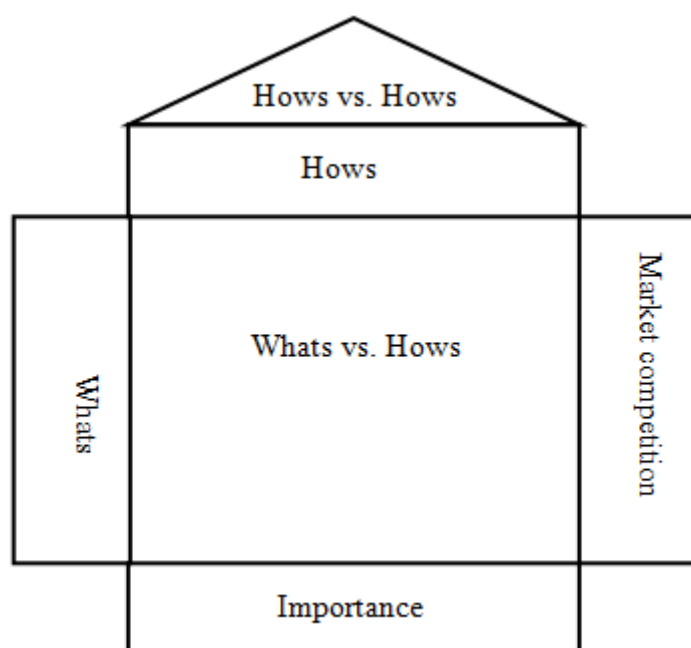 Hows vs. Hows
Hows
Whats
Whats vs. Hows
Market competition
Importance